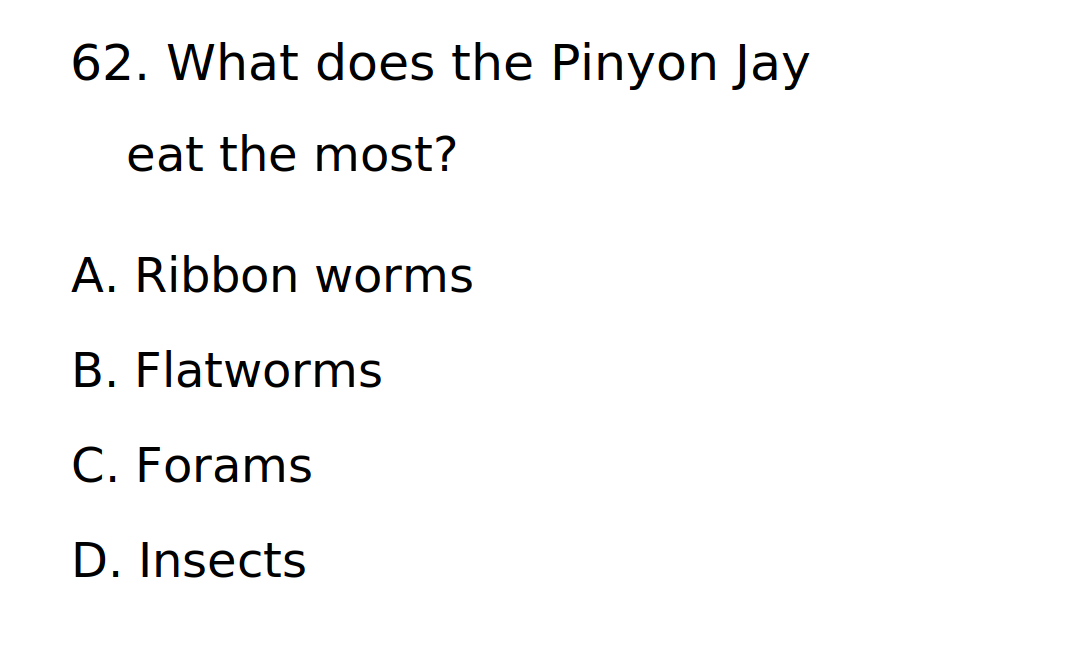 62. What does the Pinyon Jay
eat the most?
A. Ribbon worms
B. Flatworms
C. Forams
D. Insects